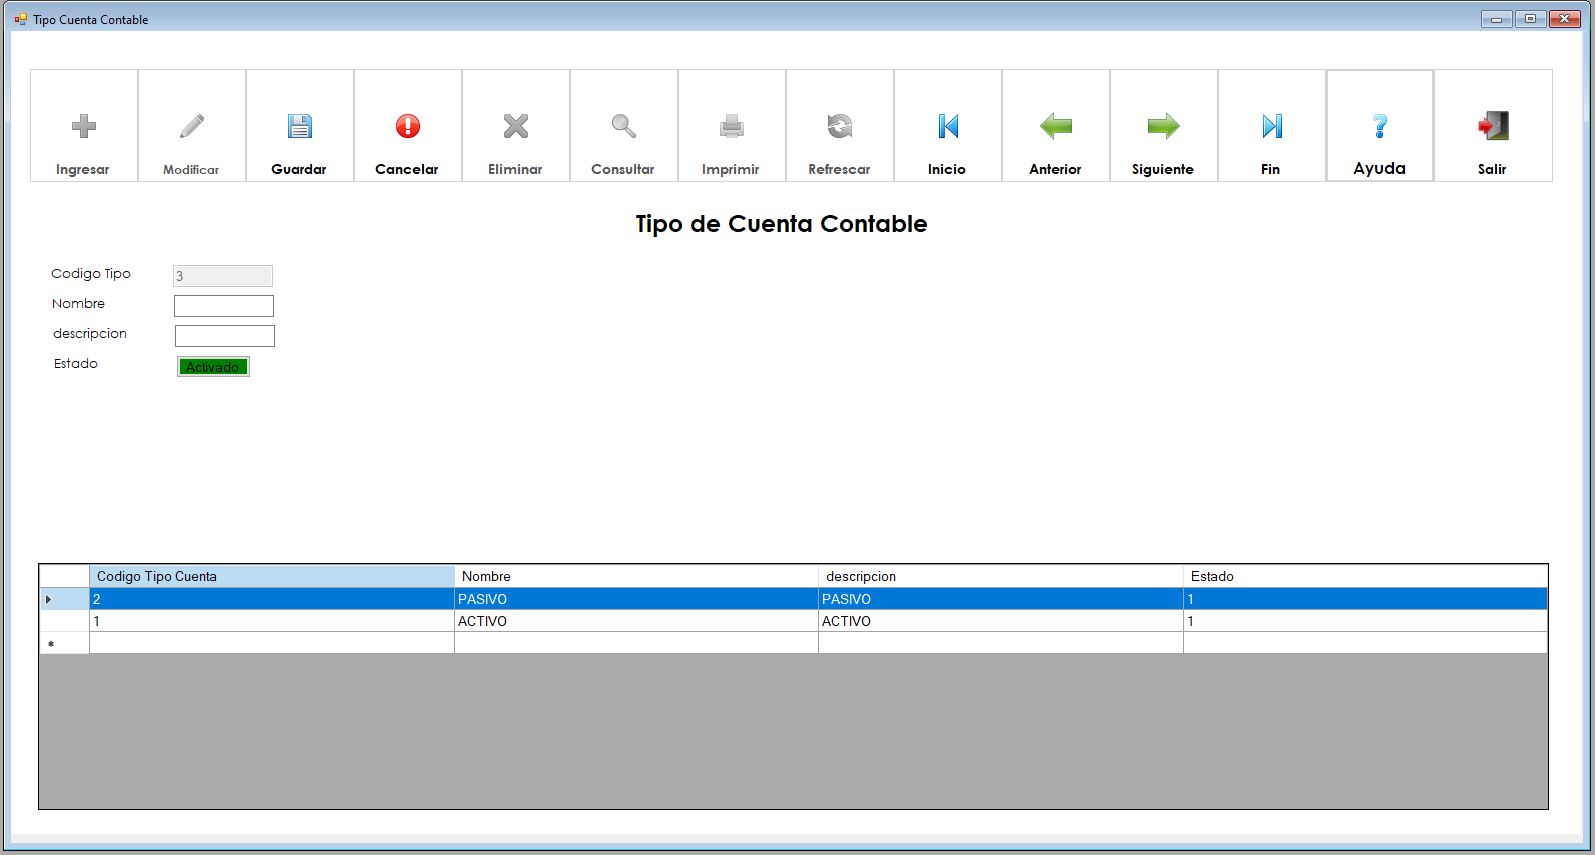 Tipo Cuenta Contable
Ingresar Modificar Guardar Cancelar Eliminar Consultar Imprimir Refrescar Inicio Anterior Siguiente Fin Ayuda Salir
Tipo de Cuenta Contable
Codigo Tipo 3
Nombre
descripcion
Estado Activado
Codigo Tipo Cuenta Nombre descripcion Estado
2 PASIVO PASIVO 1
1 ACTIVO ACTIVO 1